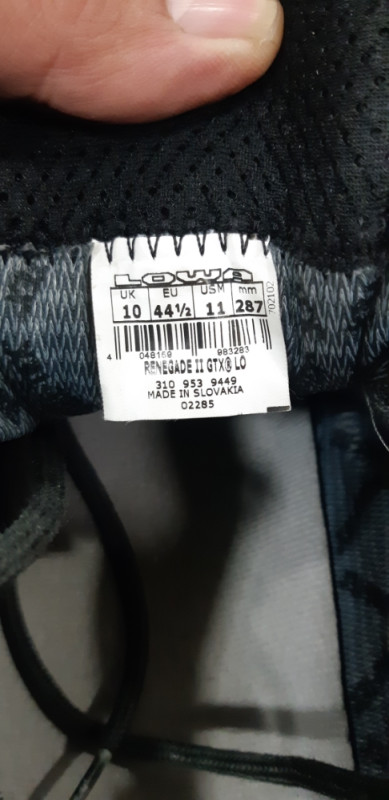 LOWA
UK EU USM mm
10 44½ 11 287
702102
4 048159 983283
RENEGADE II GTX® LO
310 953 9449
MADE IN SLOVAKIA
02285